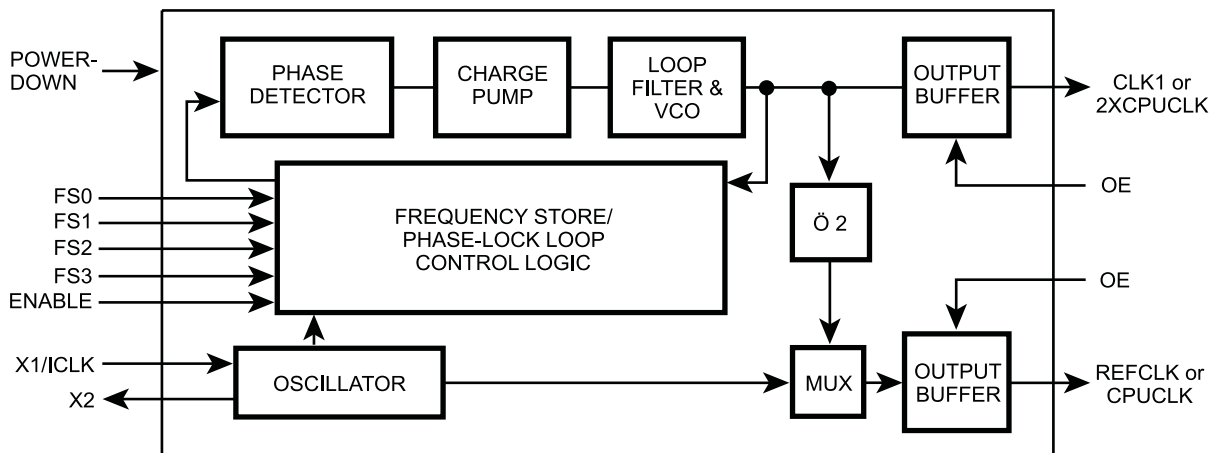 POWER-
DOWN
PHASE
DETECTOR
CHARGE
PUMP
LOOP
FILTER &
VCO
OUTPUT
BUFFER
CLK1 or
2XCPUCLK
OE
FS0
FS1
FS2
FS3
ENABLE
FREQUENCY STORE/
PHASE-LOCK LOOP
CONTROL LOGIC
Ö 2
OE
X1/ICLK
X2
OSCILLATOR
MUX
OUTPUT
BUFFER
REFCLK or
CPUCLK